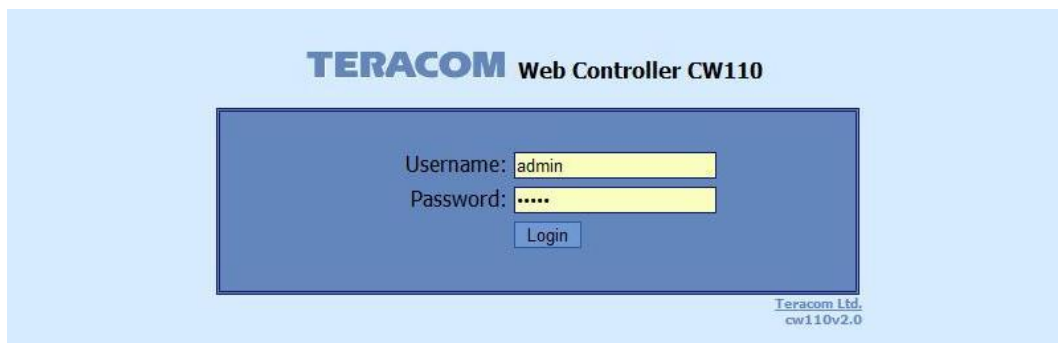 TERACOM Web Controller CW110
Username: admin
Password: •••••
Login
Teracom Ltd.
cw110v2.0